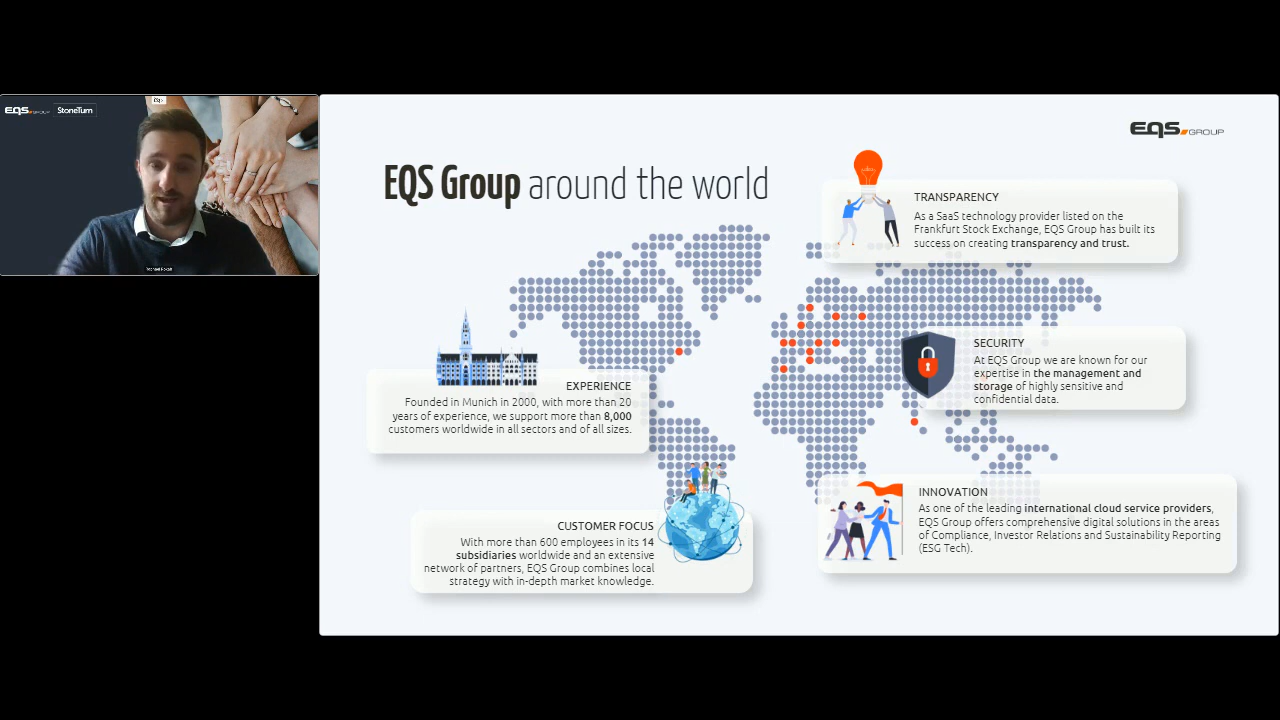 EQS GROUP
StoneTurn
EQS
EQS GROUP
EQS Group around the world
TRANSPARENCY
As a SaaS technology provider listed on the
Frankfurt Stock Exchange, EQS Group has built its
success on creating transparency and trust.
SECURITY
At EQS Group we are known for our
expertise in the management and
storage of highly sensitive and
confidential data.
EXPERIENCE
Founded in Munich in 2000, with more than 20
years of experience, we support more than 8,000
customers worldwide in all sectors and of all sizes.
INNOVATION
As one of the leading international cloud service providers,
EQS Group offers comprehensive digital solutions in the areas
of Compliance, Investor Relations and Sustainability Reporting
(ESG Tech).
CUSTOMER FOCUS
With more than 600 employees in its 14
subsidiaries worldwide and an extensive
network of partners, EQS Group combines local
strategy with in-depth market knowledge.